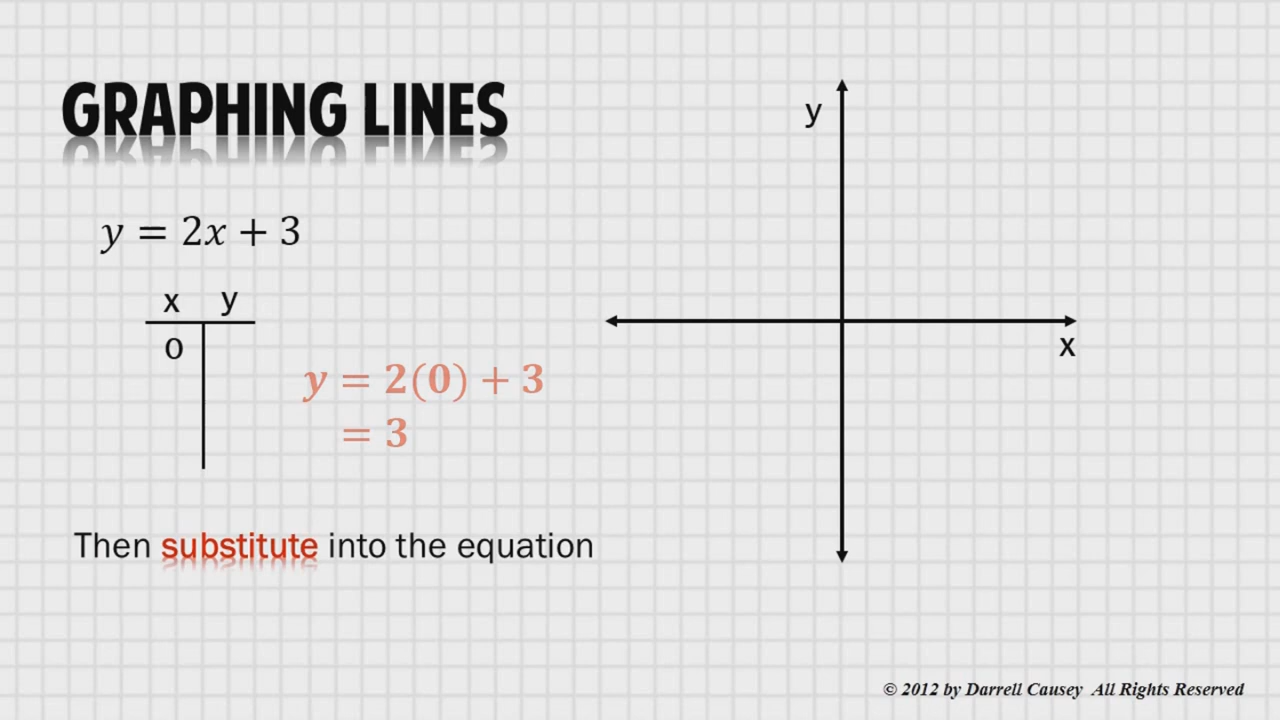 GRAPHING LINES
y = 2x + 3
x y
0
y = 2(0) + 3
= 3
Then substitute into the equation
y
x
© 2012 by Darrell Causey All Rights Reserved